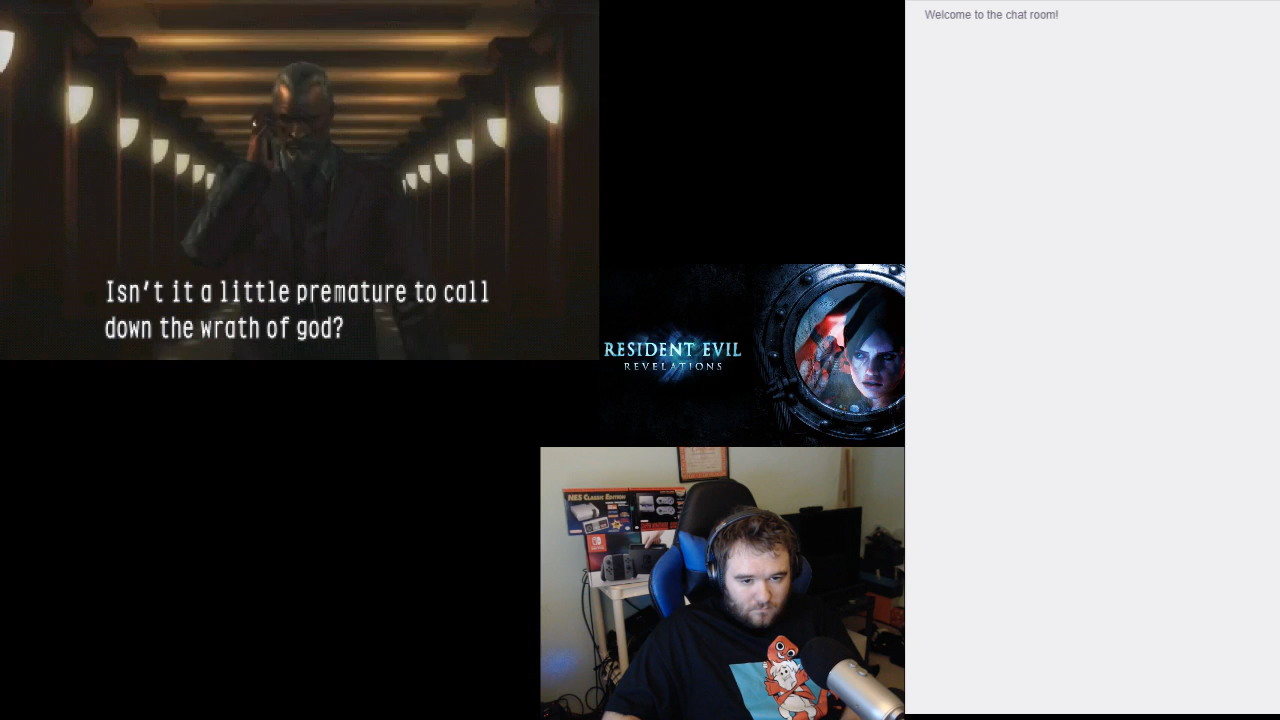 Welcome to the chat room!
Isn't it a little premature to call
down the wrath of god?
RESIDENT EVIL
REVELATIONS
NES CLASSIC EDITION